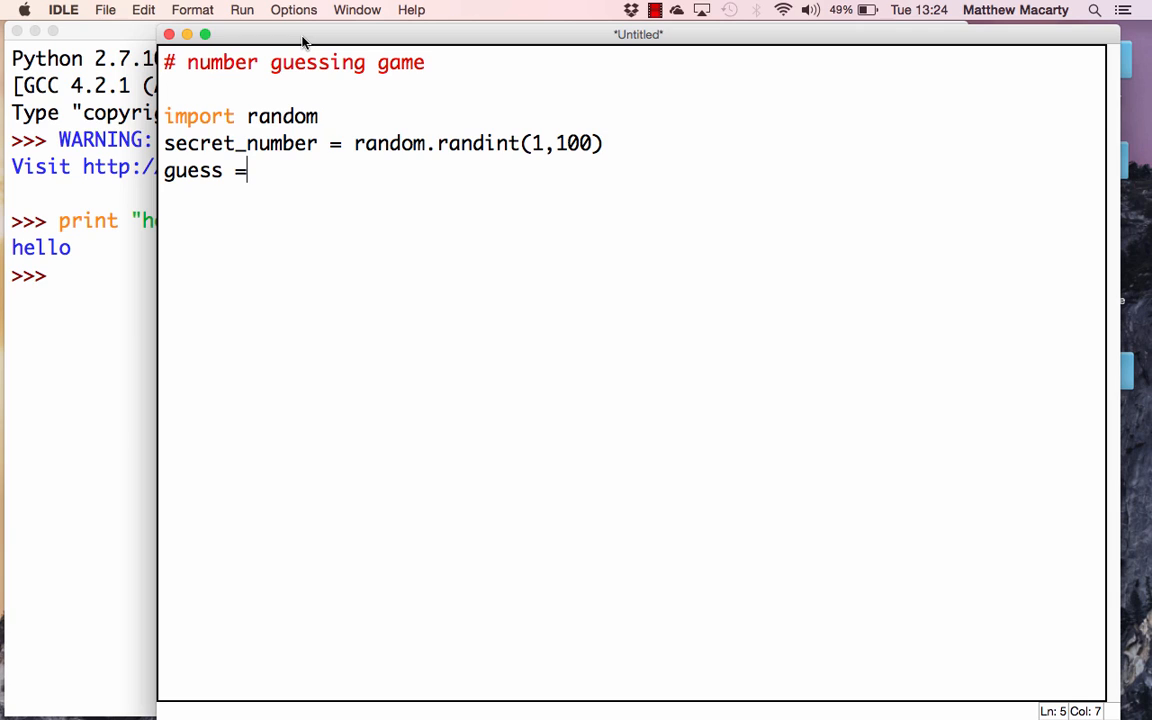 IDLE File Edit Format Run Options Window Help 49% Tue 13:24 Matthew Macarty
*Untitled*
Python 2.7.10
[GCC 4.2.1 (
Type "copyri
>>> WARNING:
Visit http:/
>>> print "h
hello
>>>
# number guessing game
import random
secret_number = random.randint(1,100)
guess =
Ln: 5 Col: 7